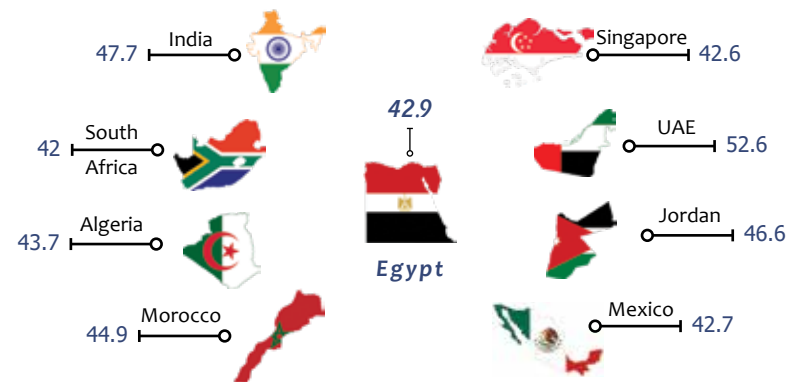 India
47.7
Singapore
42.6
42.9
South
Africa
42
UAE
52.6
Algeria
43.7
Jordan
46.6
Egypt
Morocco
44.9
Mexico
42.7